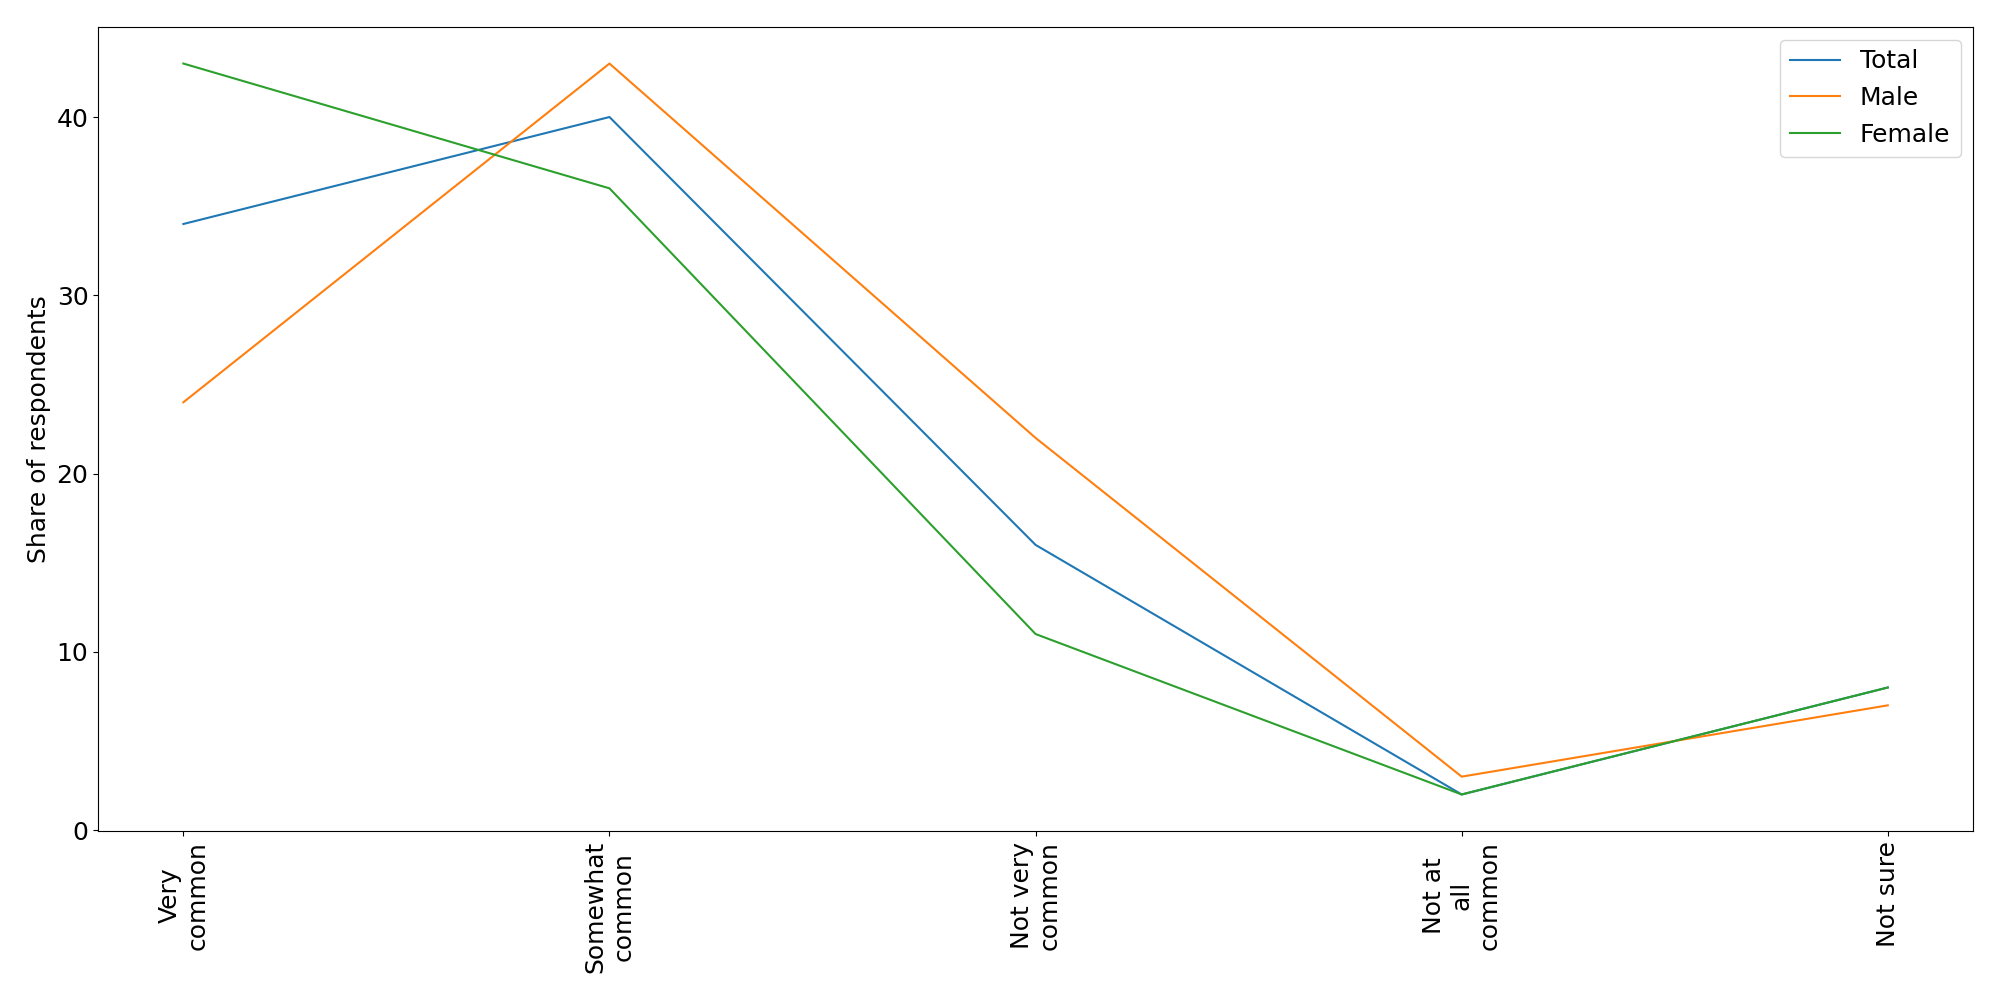 Total
Male
Female
Share of respondents
40
30
20
10
0
Very
common
Somewhat
common
Not very
common
Not at
all
common
Not sure